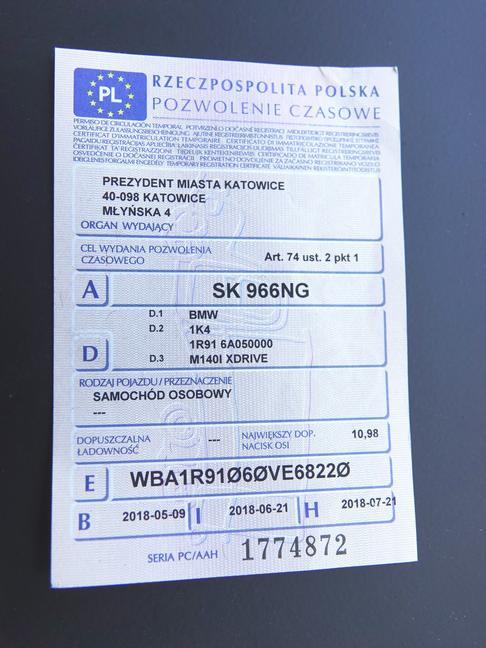 PL
RZECZPOSPOLITA POLSKA
POZWOLENIE CZASOWE
PREZYDENT MIASTA KATOWICE
40-098 KATOWICE
MŁYŃSKA 4
ORGAN WYDAJĄCY
CEL WYDANIA POZWOLENIA CZASOWEGO Art. 74 ust. 2 pkt 1
A SK 966NG
D.1 BMW
D.2 1K4
1R91 6A050000
D D.3 M140I XDRIVE
RODZAJ POJAZDU / PRZEZNACZENIE
SAMOCHÓD OSOBOWY
---
DOPUSZCZALNA ŁADOWNOŚĆ --- NAJWIĘKSZY DOP. NACISK OSI 10,98
E WBA1R91Ø6ØVE6822Ø
B 2018-05-09 I 2018-06-21 H 2018-07-21
SERIA PC/AAH 1774872